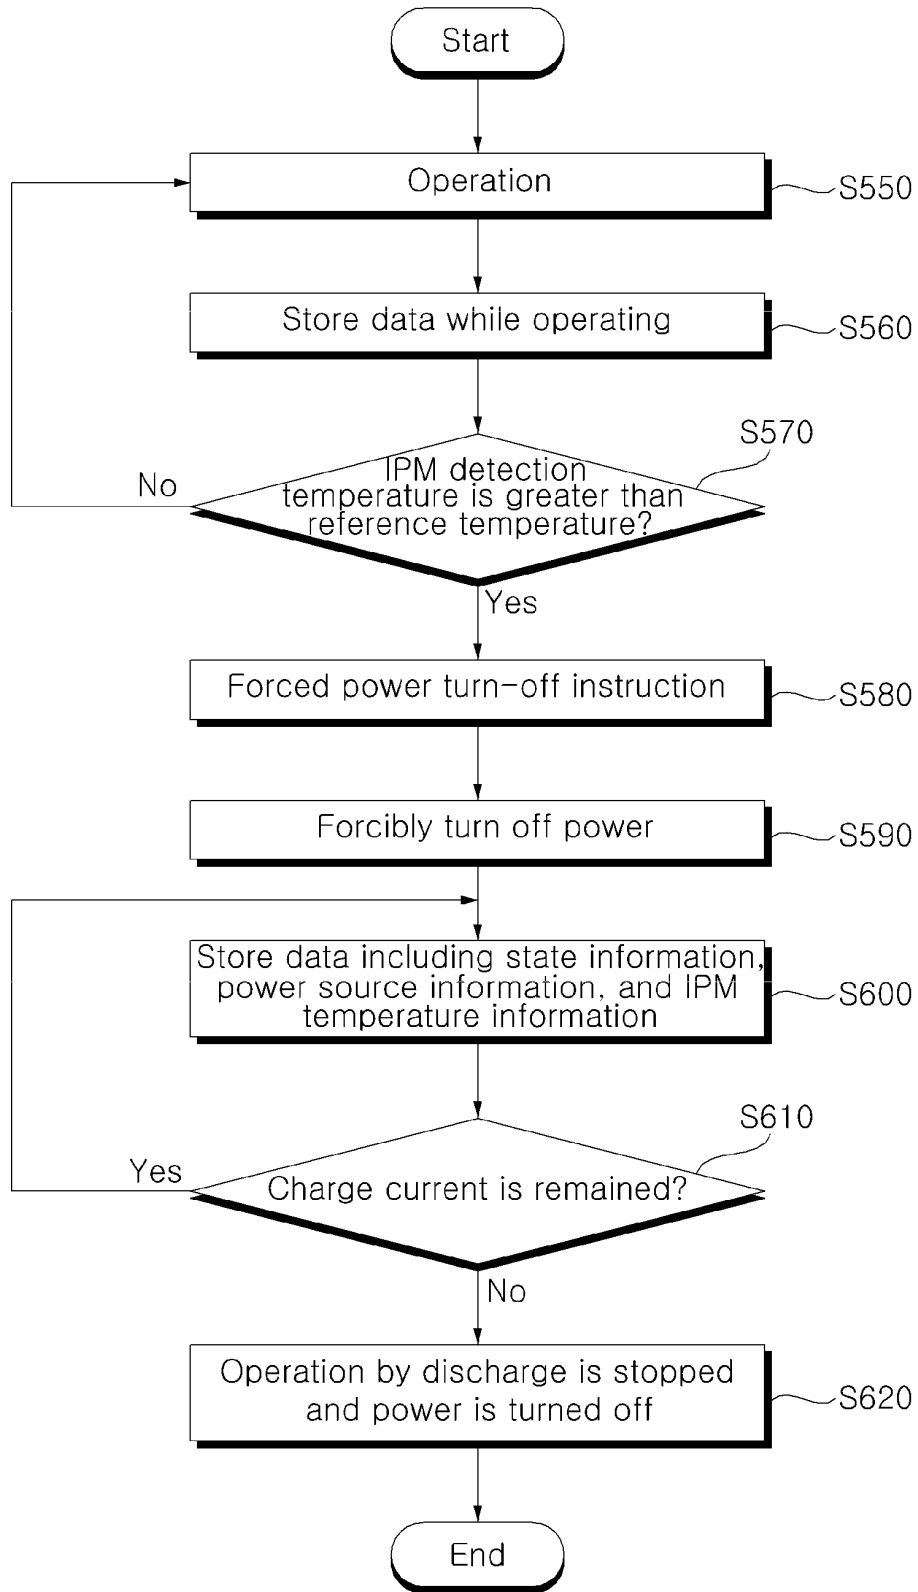 Start
Operation
S550
Store data while operating
S560
S570
IPM detection
temperature is greater than
reference temperature?
No
Yes
Forced power turn-off instruction
S580
Forcibly turn off power
S590
Store data including state information,
power source information, and IPM
temperature information
S600
S610
Charge current is remained?
Yes
No
Operation by discharge is stopped
and power is turned off
S620
End